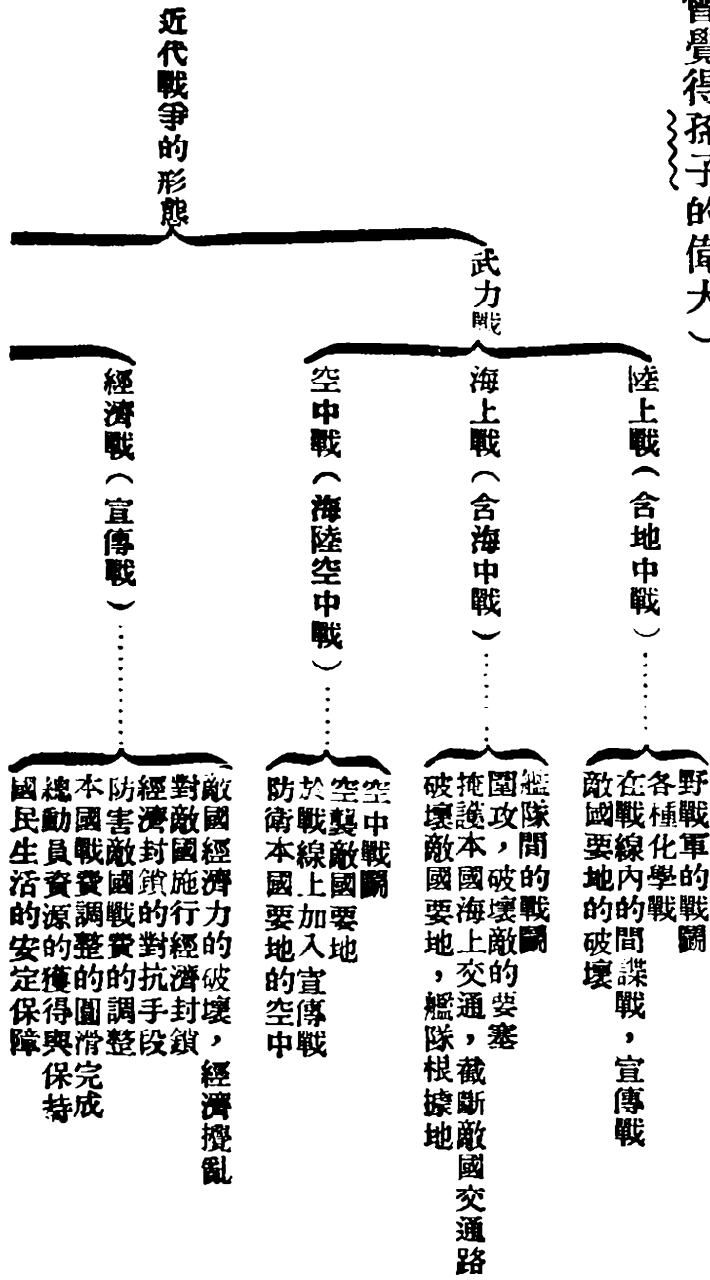 會覺得孫子的偉大）
近代戰爭的形態
武力戰
陸上戰（含地中戰）……
野戰軍的戰鬭
各種化學戰
在戰線內的間諜戰，宣傳戰
敵國要地的破壞
海上戰（含海中戰）……
艦隊間的戰鬭
圍攻，破壞敵的要塞
掩護本國海上交通，截斷敵國交通路
破壞敵國要地，艦隊根據地
空中戰（海陸空中戰）……
空中戰鬭
空襲敵國要地
於戰線上加入宣傳戰
防衛本國要地的空中
經濟戰（宣傳戰）……
敵國經濟力的破壞，經濟攪亂
對敵國施行經濟封鎖
經濟封鎖的對抗手段
防害敵國戰費的調整
本國戰費調整的圓滑完成
總動員資源的獲得與保持
國民生活的安定保障